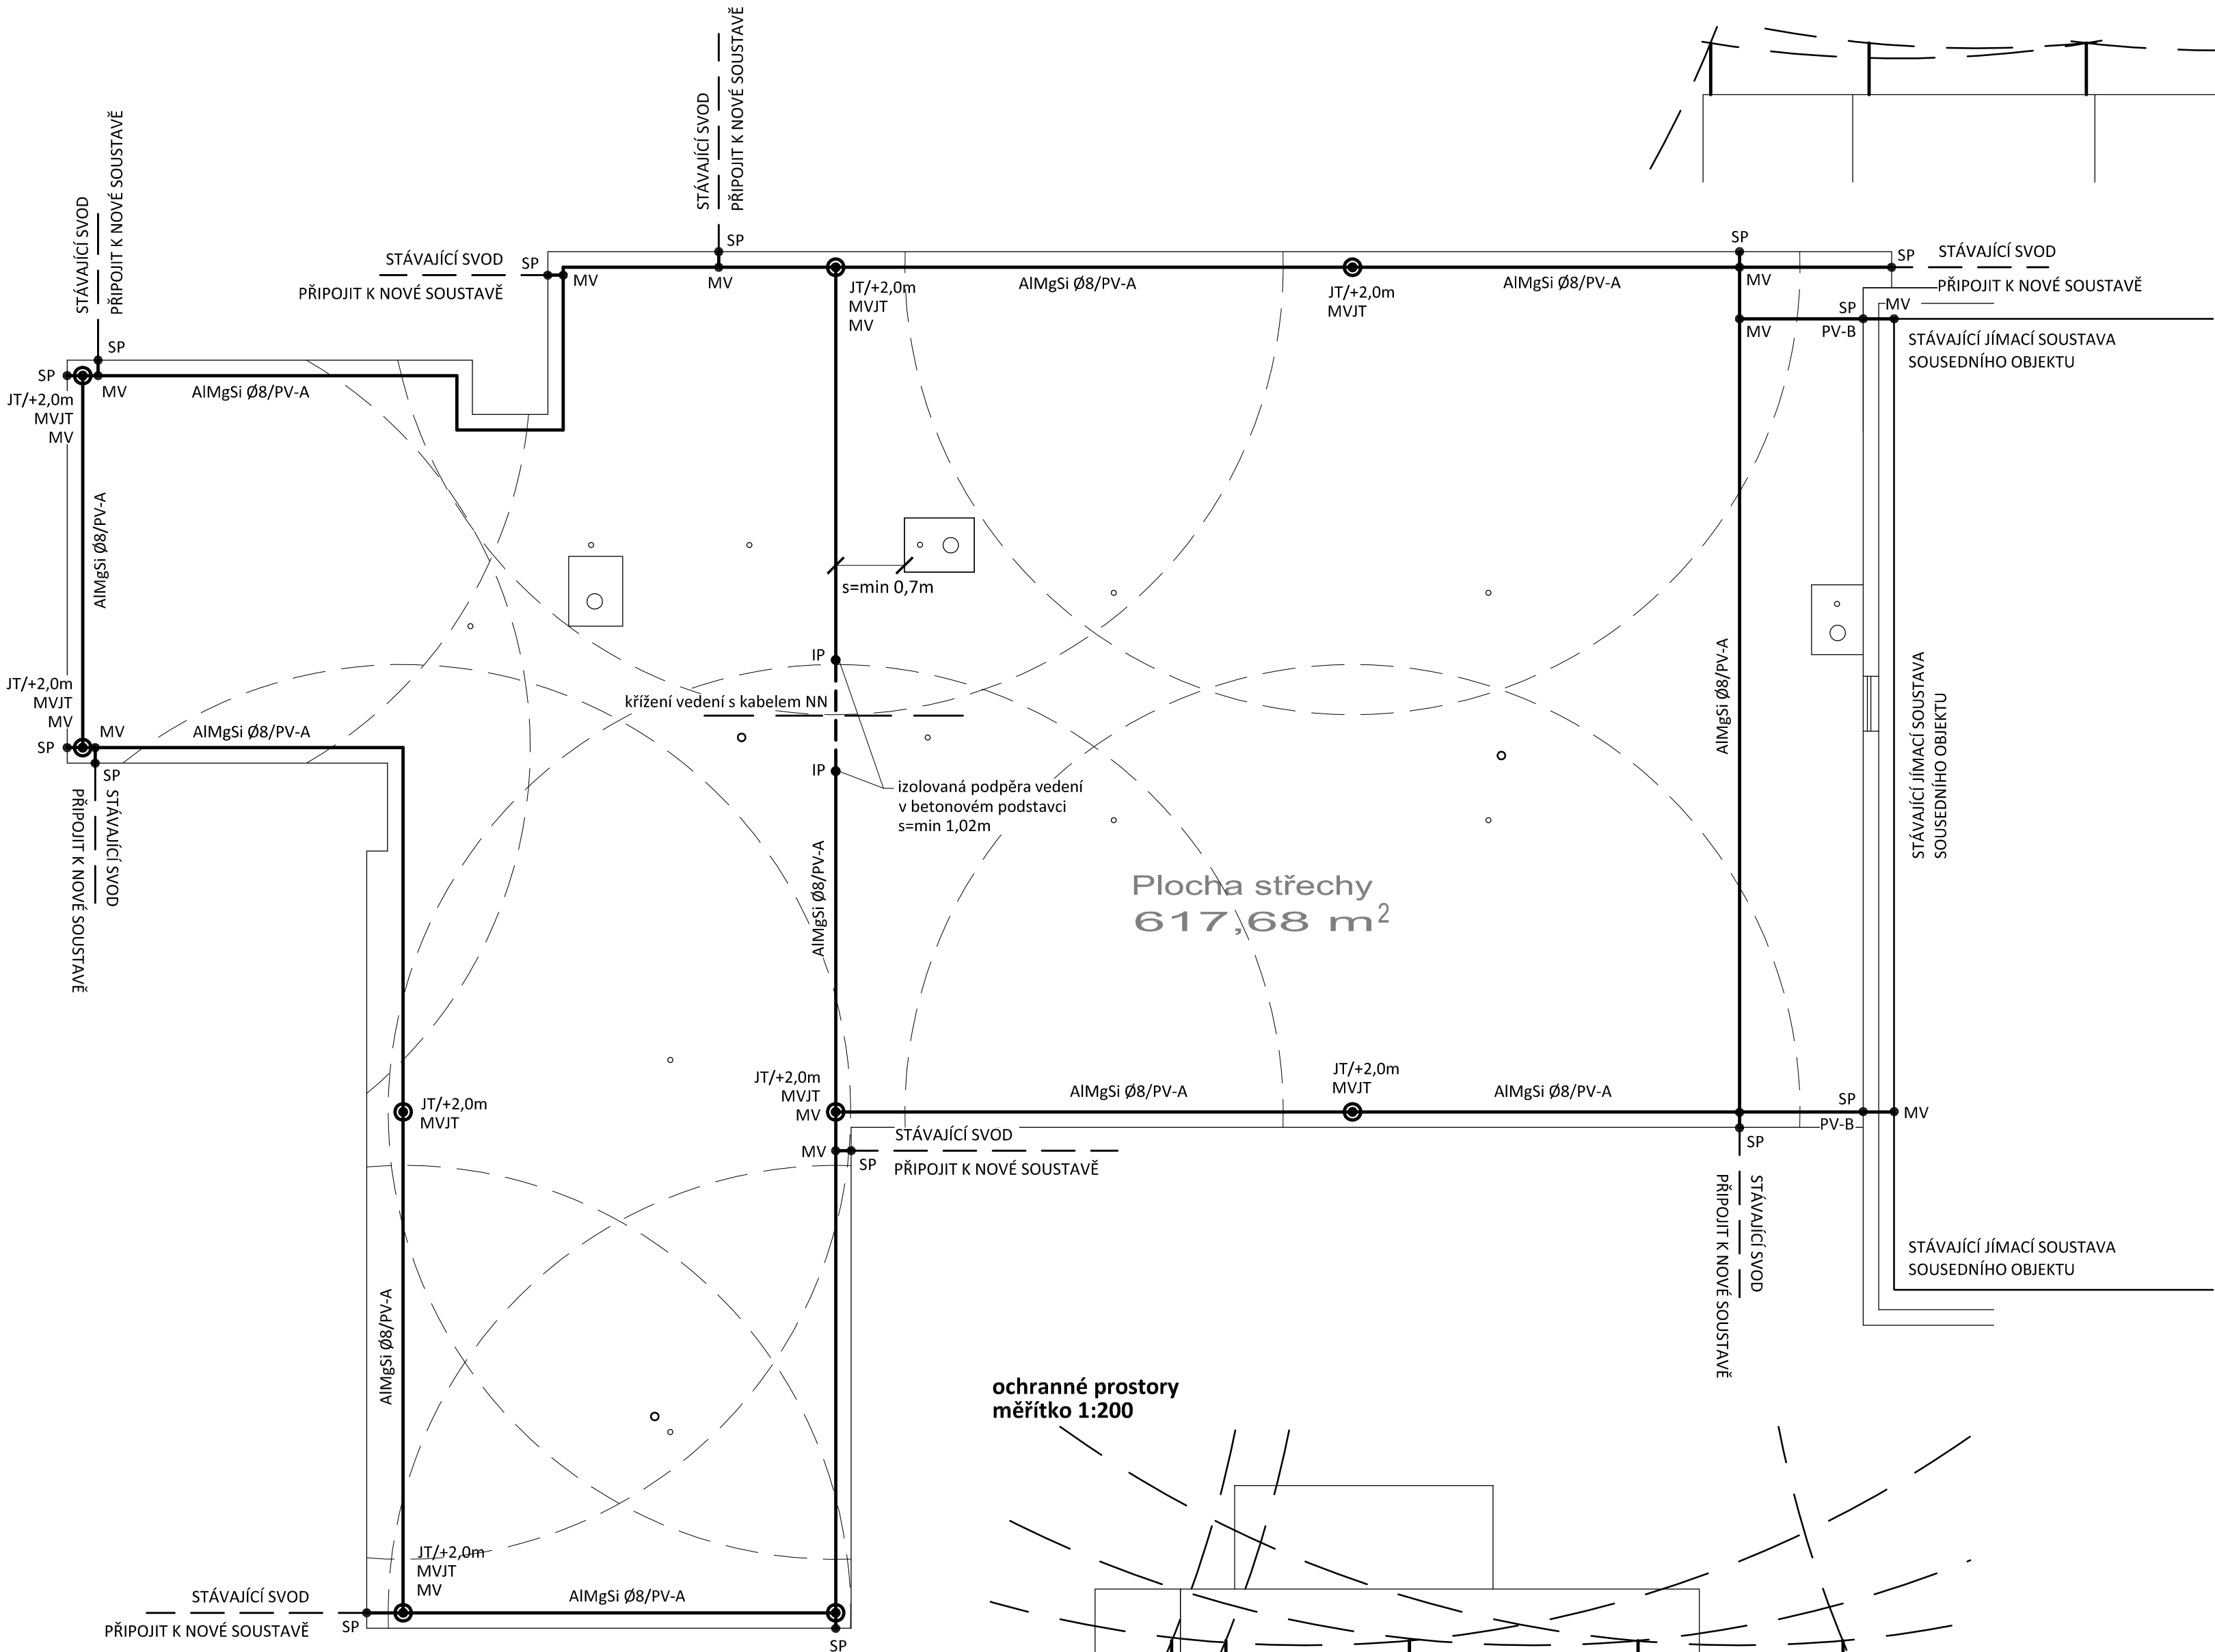 STÁVAJÍCÍ SVOD
PŘIPOJIT K NOVÉ SOUSTAVĚ
SP
MV
STÁVAJÍCÍ SVOD
PŘIPOJIT K NOVÉ SOUSTAVĚ
SP
SP
MV
JT/+2,0m
MVJT
MV
AlMgSi Ø8/PV-A
STÁVAJÍCÍ SVOD
PŘIPOJIT K NOVÉ SOUSTAVĚ
SP
MV
JT/+2,0m
MVJT
MV
AlMgSi Ø8/PV-A
JT/+2,0m
MVJT
AlMgSi Ø8/PV-A
SP
MV
SP
STÁVAJÍCÍ SVOD
PŘIPOJIT K NOVÉ SOUSTAVĚ
MV
SP
PV-B
MV
STÁVAJÍCÍ JÍMACÍ SOUSTAVA
SOUSEDNÍHO OBJEKTU
AlMgSi Ø8/PV-A
s=min 0,7m
IP
křížení vedení s kabelem NN
IP
izolovaná podpěra vedení
v betonovém podstavci
s=min 1,02m
AlMgSi Ø8/PV-A
STÁVAJÍCÍ JÍMACÍ SOUSTAVA
SOUSEDNÍHO OBJEKTU
JT/+2,0m
MVJT
MV
SP
MV
AlMgSi Ø8/PV-A
SP
STÁVAJÍCÍ SVOD
PŘIPOJIT K NOVÉ SOUSTAVĚ
AlMgSi Ø8/PV-A
Plocha střechy
617,68 m²
JT/+2,0m
MVJT
JT/+2,0m
MVJT
MV
AlMgSi Ø8/PV-A
JT/+2,0m
MVJT
AlMgSi Ø8/PV-A
SP
PV-B
MV
MV
SP
STÁVAJÍCÍ SVOD
PŘIPOJIT K NOVÉ SOUSTAVĚ
SP
STÁVAJÍCÍ SVOD
PŘIPOJIT K NOVÉ SOUSTAVĚ
STÁVAJÍCÍ JÍMACÍ SOUSTAVA
SOUSEDNÍHO OBJEKTU
AlMgSi Ø8/PV-A
ochranné prostory
měřítko 1:200
JT/+2,0m
MVJT
MV
STÁVAJÍCÍ SVOD
PŘIPOJIT K NOVÉ SOUSTAVĚ
SP
AlMgSi Ø8/PV-A
SP